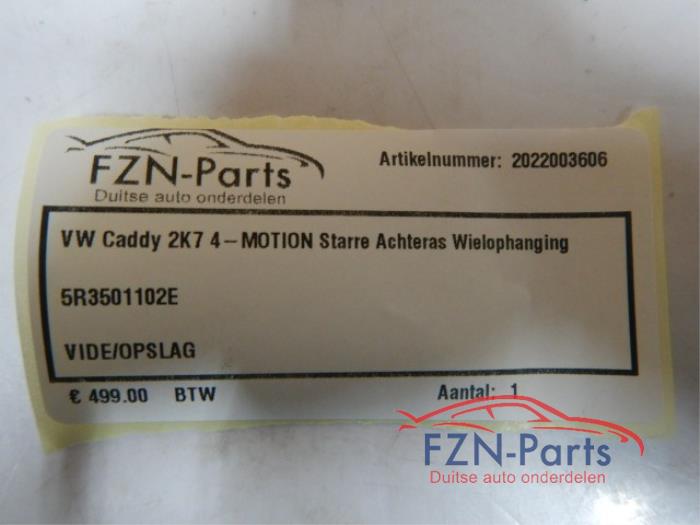 FZN-Parts
Duitse auto onderdelen
Artikelnummer: 2022003606
VW Caddy 2K7 4-MOTION Starre Achteras Wielophanging
5R3501102E
VIDE/OPSLAG
€ 499.00 BTW
Aantal: 1
FZN-Parts
Duitse auto onderdelen